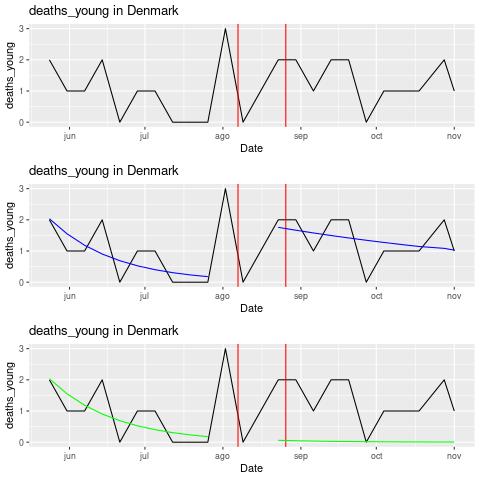 deaths_young in Denmark
deaths_young
3
2
1
0
jun jul ago sep oct nov
Date
deaths_young in Denmark
deaths_young
3
2
1
0
jun jul ago sep oct nov
Date
deaths_young in Denmark
deaths_young
3
2
1
0
jun jul ago sep oct nov
Date